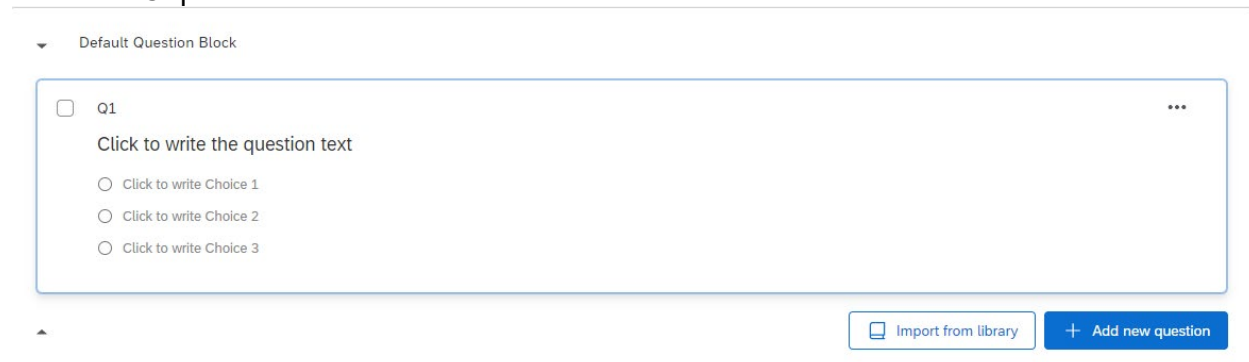 Default Question Block
Q1
Click to write the question text
Click to write Choice 1
Click to write Choice 2
Click to write Choice 3
Import from library
Add new question